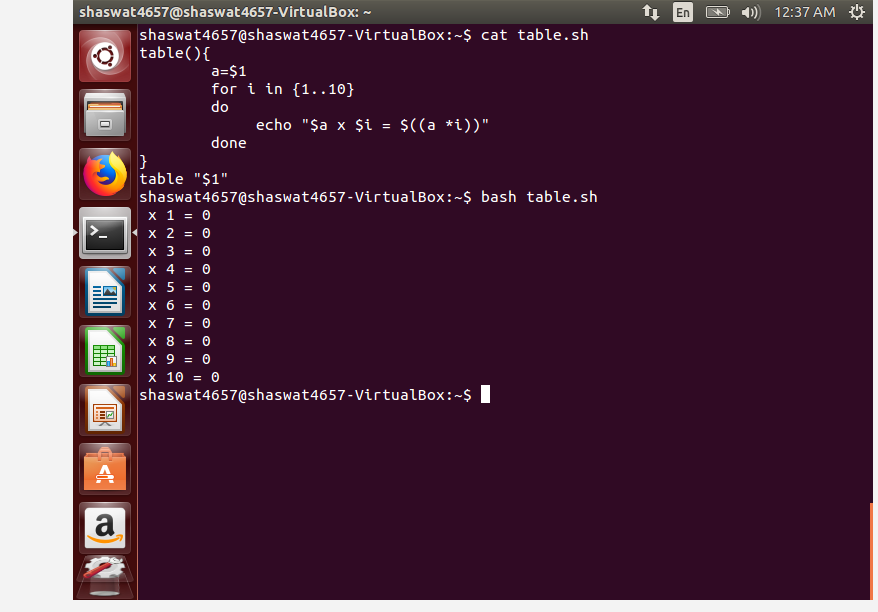 shaswat4657@shaswat4657-VirtualBox: ~ En 12:37 AM
shaswat4657@shaswat4657-VirtualBox:~$ cat table.sh
table(){
        a=$1
        for i in {1..10}
        do
             echo "$a x $i = $((a *i))"
        done
}
table "$1"
shaswat4657@shaswat4657-VirtualBox:~$ bash table.sh
 x 1 = 0
 x 2 = 0
 x 3 = 0
 x 4 = 0
 x 5 = 0
 x 6 = 0
 x 7 = 0
 x 8 = 0
 x 9 = 0
 x 10 = 0
shaswat4657@shaswat4657-VirtualBox:~$